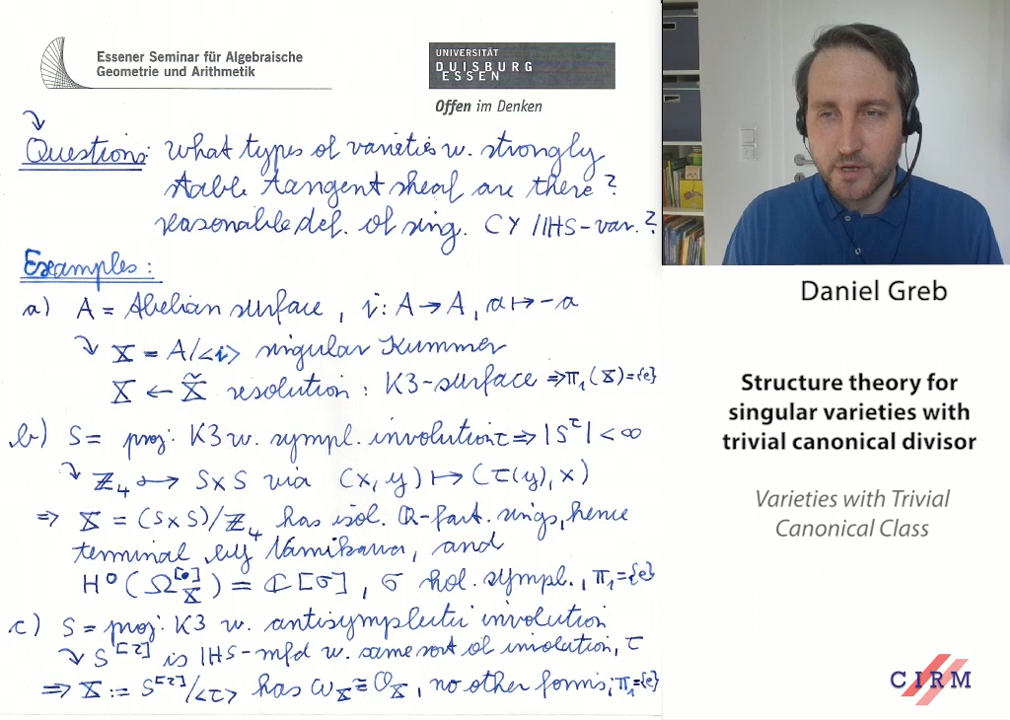 Essener Seminar für Algebraische
Geometrie und Arithmetik
UNIVERSITÄT
DUISBURG
ESSEN
Offen im Denken
Question: What types of varieties w. strongly
stable tangent sheaf are there?
reasonable def. of sing. CY/IHS-var.?
Examples:
a) A = Abelian surface, i: A → A, a ↦ -a
⤳ X = A/<i> singular Kummer
X ← X̃ resolution: K3-surface ⇒ π₁(X)={e}
b) S = proj. K3 w. sympl. involution τ ⇒ |S^τ| < ∞
⤳ ℤ₄ ↪ S×S via (x,y) ↦ (τ(y),x)
⇒ X = (S×S)/ℤ₄ has isol. ℚ-fact. sings, hence
terminal by Namikawa, and
H⁰(Ω_X^[•]) = ℂ[σ], σ hol. sympl., π₁={e}
c) S = proj. K3 w. antisymplectic involution
⤳ S^[2] is IHS-mfd w. same sort of involution, τ
⇒ X := S^[2]/<τ> has ω_X ≅ O_X, no other forms; π₁={e}
Daniel Greb
Structure theory for
singular varieties with
trivial canonical divisor
Varieties with Trivial
Canonical Class
CIRM